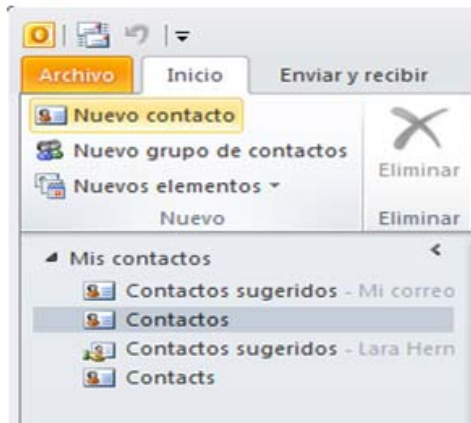 Archivo Inicio Enviar y recibir
Nuevo contacto
Nuevo grupo de contactos
Nuevos elementos
Eliminar
Nuevo Eliminar
Mis contactos
Contactos sugeridos - Mi correo
Contactos
Contactos sugeridos - Lara Hern
Contacts